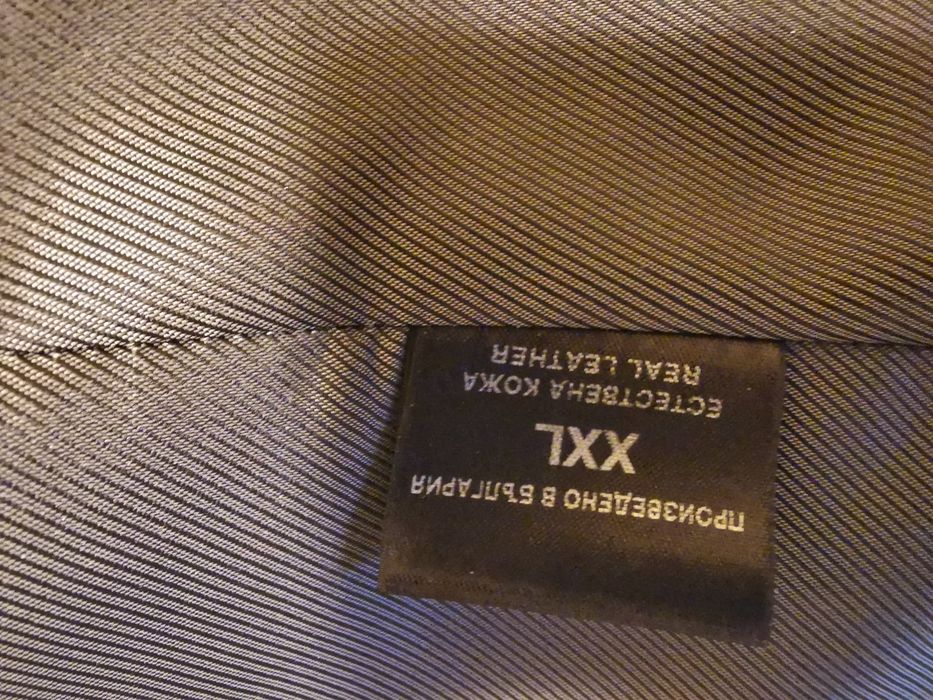 ПРОИЗВЕДЕНО В БЪЛГАРИЯ
XXL
ЕСТЕСТВЕНА КОЖА
REAL LEATHER